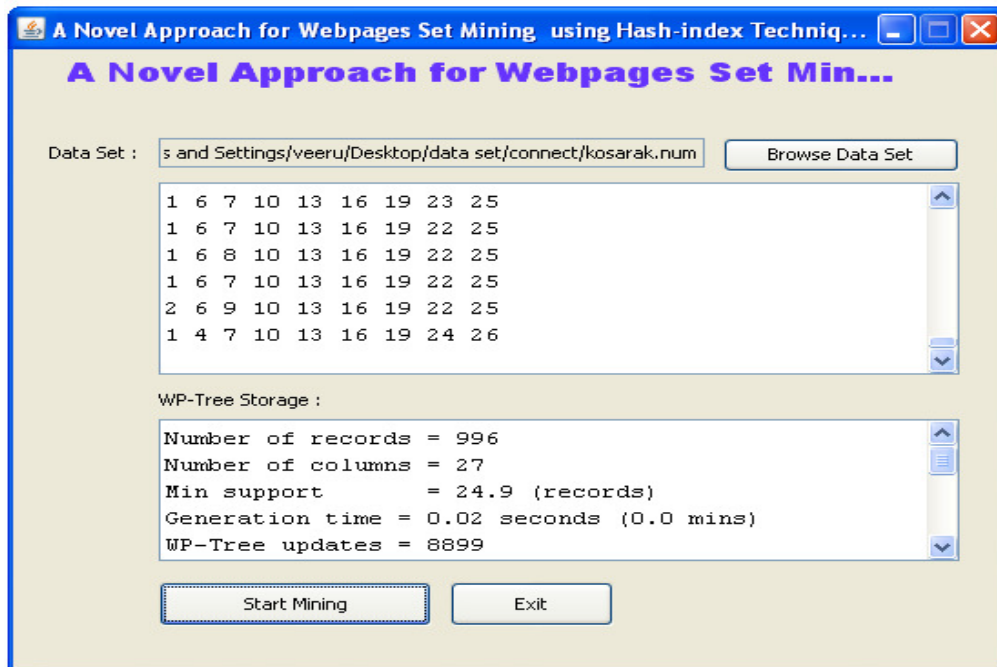 A Novel Approach for Webpages Set Mining using Hash-index Techniq...
A Novel Approach for Webpages Set Min...
Data Set : s and Settings/veeru/Desktop/data set/connect/kosarak.num Browse Data Set
1 6 7 10 13 16 19 23 25
1 6 7 10 13 16 19 22 25
1 6 8 10 13 16 19 22 25
1 6 7 10 13 16 19 22 25
2 6 9 10 13 16 19 22 25
1 4 7 10 13 16 19 24 26
WP-Tree Storage :
Number of records = 996
Number of columns = 27
Min support = 24.9 (records)
Generation time = 0.02 seconds (0.0 mins)
WP-Tree updates = 8899
Start Mining Exit